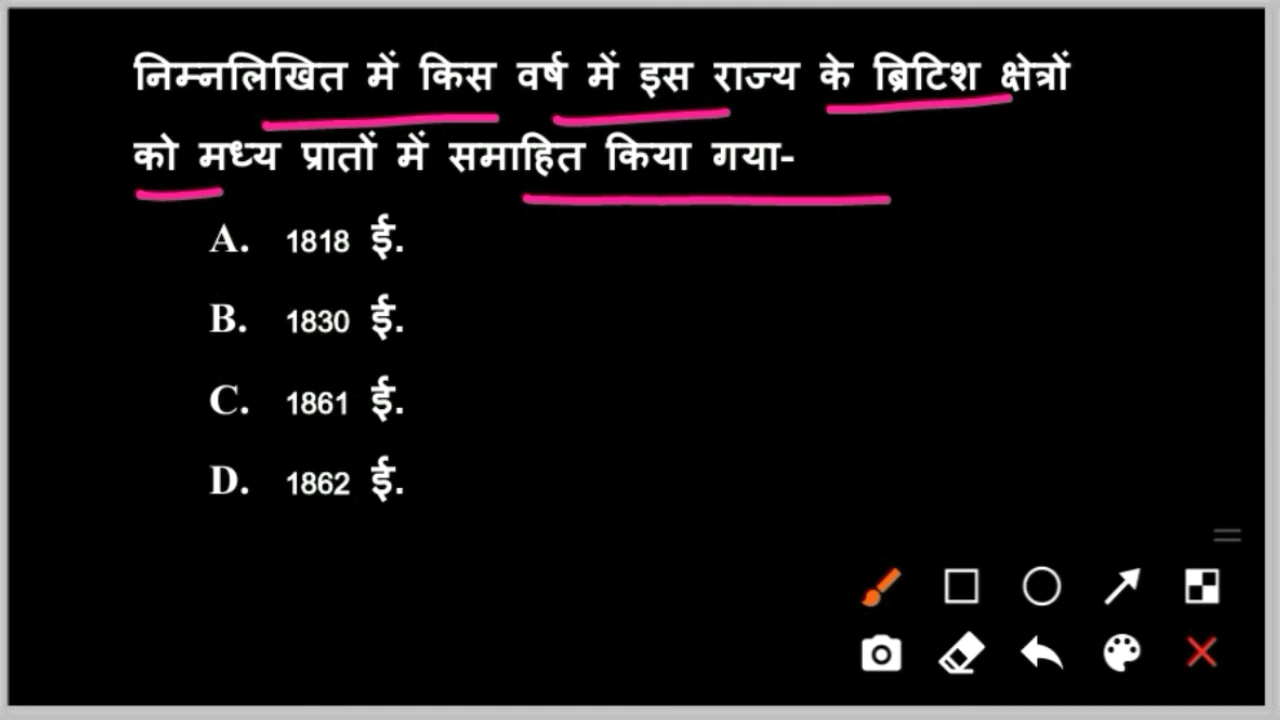 निम्नलिखित में किस वर्ष में इस राज्य के ब्रिटिश क्षेत्रों
को मध्य प्रातों में समाहित किया गया-
A. 1818 ई.
B. 1830 ई.
C. 1861 ई.
D. 1862 ई.